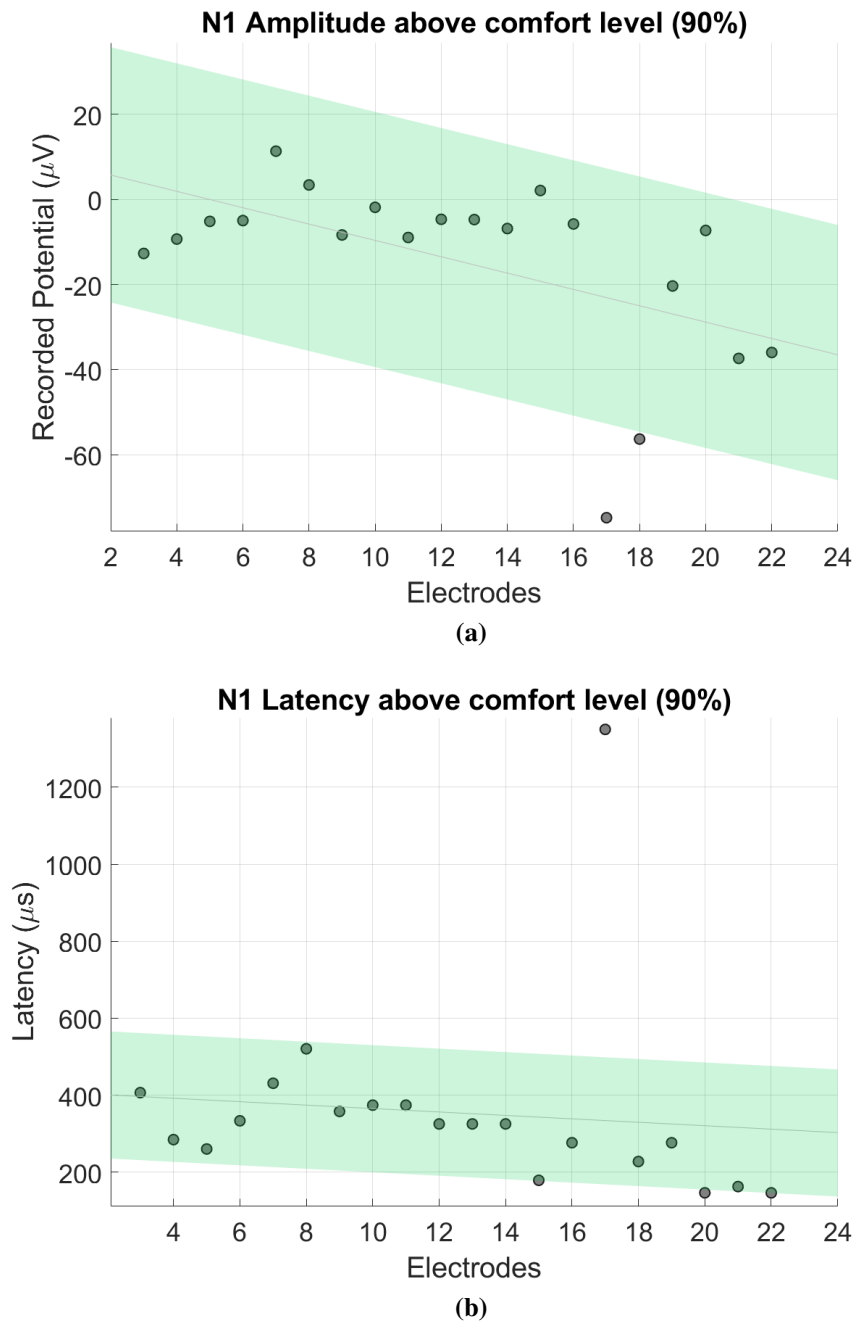 N1 Amplitude above comfort level (90%)
Recorded Potential (μV)
20
0
-20
-40
-60
2 4 6 8 10 12 14 16 18 20 22 24
Electrodes
(a)
N1 Latency above comfort level (90%)
Latency (μs)
1200
1000
800
600
400
200
4 6 8 10 12 14 16 18 20 22 24
Electrodes
(b)